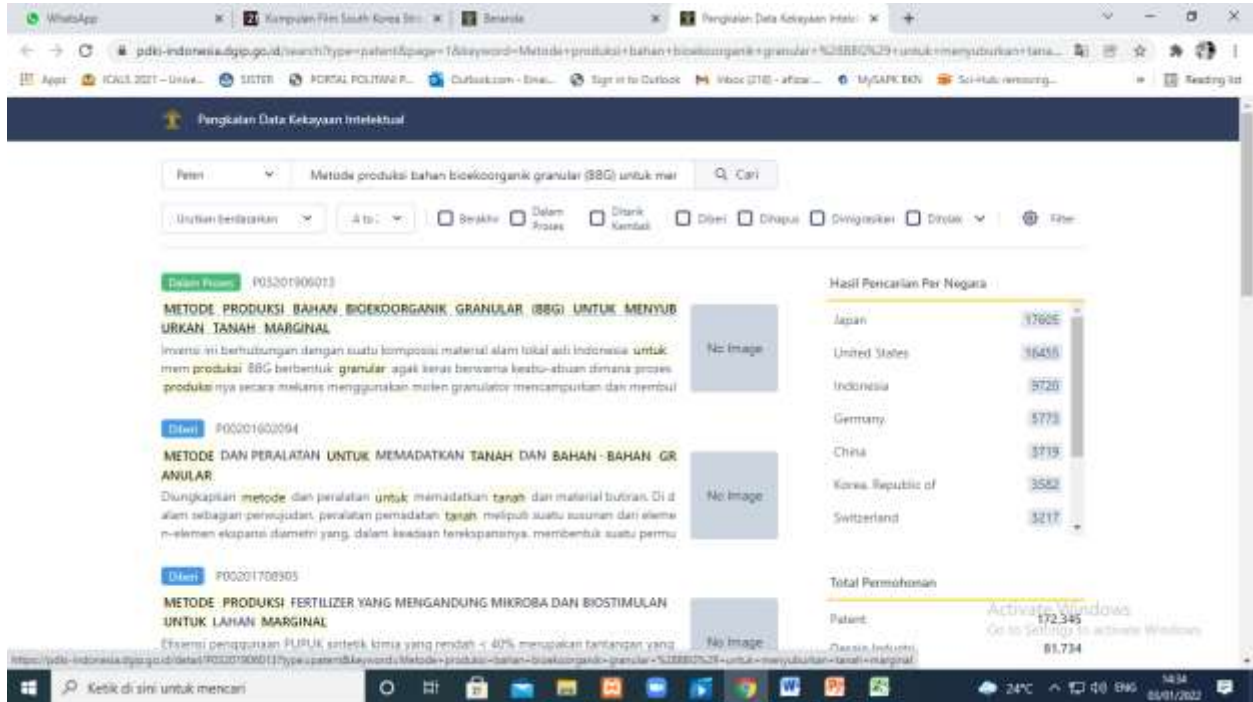 WhatsApp
Kumpulan Film South Korea
Beranda
Pangkalan Data Kekayaan Intele
pdki-indonesia.dgip.go.id/search?type=patent&page=1&keyword=Metode+produksi+bahan+bioekoorganik+granular+%28BBG%29+untuk+menyuburkan+tana...
Apps
SISTER
Outlook.com -
Sign in to Outlook
MySAPK BKN
Reading list
Pangkalan Data Kekayaan Intelektual
Paten
Metode produksi bahan bioekoorganik granular (BBG) untuk mer
Cari
Urutkan berdasarkan
Berakhir
Dalam Proses
Ditarik Kembali
Diberi
Dihapus
Dimigrasikan
Ditolak
Filter
Dalam Proses
P03201906013
METODE PRODUKSI BAHAN BIOEKOORGANIK GRANULAR (BBG) UNTUK MENYUB
URKAN TANAH MARGINAL
Invensi ini berhubungan dengan suatu komposisi material alam lokal asli Indonesia untuk
mem produksi BBG berbentuk granular agak keras berwarna keabu-abuan dimana proses
produksi nya secara mekanis menggunakan molen granulator mencampurkan dan membul
No Image
Diberi
P00201602094
METODE DAN PERALATAN UNTUK MEMADATKAN TANAH DAN BAHAN-BAHAN GR
ANULAR
Diungkapkan metode dan peralatan untuk memadatkan tanah dan material butiran. Di d
alam sebagian perwujudan, peralatan pemadatan tanah meliputi suatu susunan dari eleme
n-elemen ekspansi diametri yang, dalam keadaan terekspansinya, membentuk suatu permu
No Image
Diberi
P00201708905
METODE PRODUKSI FERTILIZER YANG MENGANDUNG MIKROBA DAN BIOSTIMULAN
UNTUK LAHAN MARGINAL
Efisiensi penggunaan PUPUK sintetik kimia yang rendah < 40% merupakan tantangan yang
No Image
Hasil Pencarian Per Negara
Japan
17605
United States
16455
Indonesia
9720
Germany
5773
China
3719
Korea, Republic of
3582
Switzerland
3217
Total Permohonan
Patent
172.345
Desain Industri
81.734
Activate Windows
Go to Settings to activate Windows.
Ketik di sini untuk mencari
24°C
ENG
14:34
03/01/2022